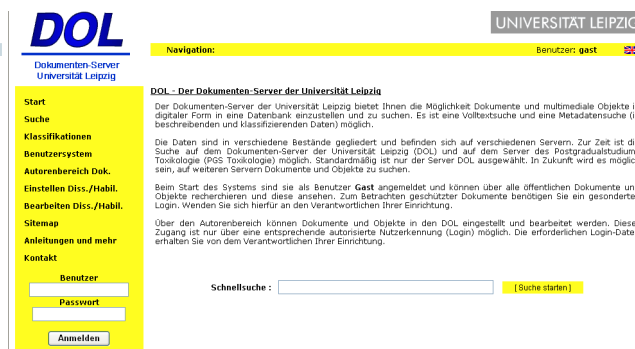 DOL
Dokumenten-Server
Universität Leipzig
UNIVERSITÄT LEIPZIG
Navigation:
Benutzer: gast
Start
Suche
Klassifikationen
Benutzersystem
Autorenbereich Dok.
Einstellen Diss./Habil.
Bearbeiten Diss./Habil.
Sitemap
Anleitungen und mehr
Kontakt
Benutzer
Passwort
Anmelden
DOL - Der Dokumenten-Server der Universität Leipzig
Der Dokumenten-Server der Universität Leipzig bietet Ihnen die Möglichkeit Dokumente und multimediale Objekte i
digitaler Form in eine Datenbank einzustellen und zu suchen. Es ist eine Volltextsuche und eine Metadatensuche (i
beschreibenden und klassifizierenden Daten) möglich.
Die Daten sind in verschiedene Bestände gegliedert und befinden sich auf verschiedenen Servern. Zur Zeit ist di
Suche auf dem Dokumenten-Server der Universität Leipzig (DOL) und auf dem Server des Postgradualstudium
Toxikologie (PGS Toxikologie) möglich. Standardmäßig ist nur der Server DOL ausgewählt. In Zukunft wird es möglic
sein, auf weiteren Servern Dokumente und Objekte zu suchen.
Beim Start des Systems sind sie als Benutzer Gast angemeldet und können über alle öffentlichen Dokumente un
Objekte recherchieren und diese ansehen. Zum Betrachten geschützter Dokumente benötigen Sie ein gesonderte
Login. Wenden Sie sich hierfür an den Verantwortlichen Ihrer Einrichtung.
Über den Autorenbereich können Dokumente und Objekte in den DOL eingestellt und bearbeitet werden. Diese
Zugang ist nur über eine entsprechende autorisierte Nutzerkennung (Login) möglich. Die erforderlichen Login-Date
erhalten Sie von dem Verantwortlichen Ihrer Einrichtung.
Schnellsuche :
[ Suche starten ]